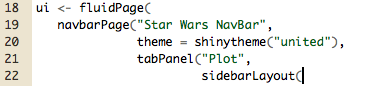 18 ui <- fluidPage(
19 navbarPage("Star Wars NavBar",
20 theme = shinytheme("united"),
21 tabPanel("Plot",
22 sidebarLayout(